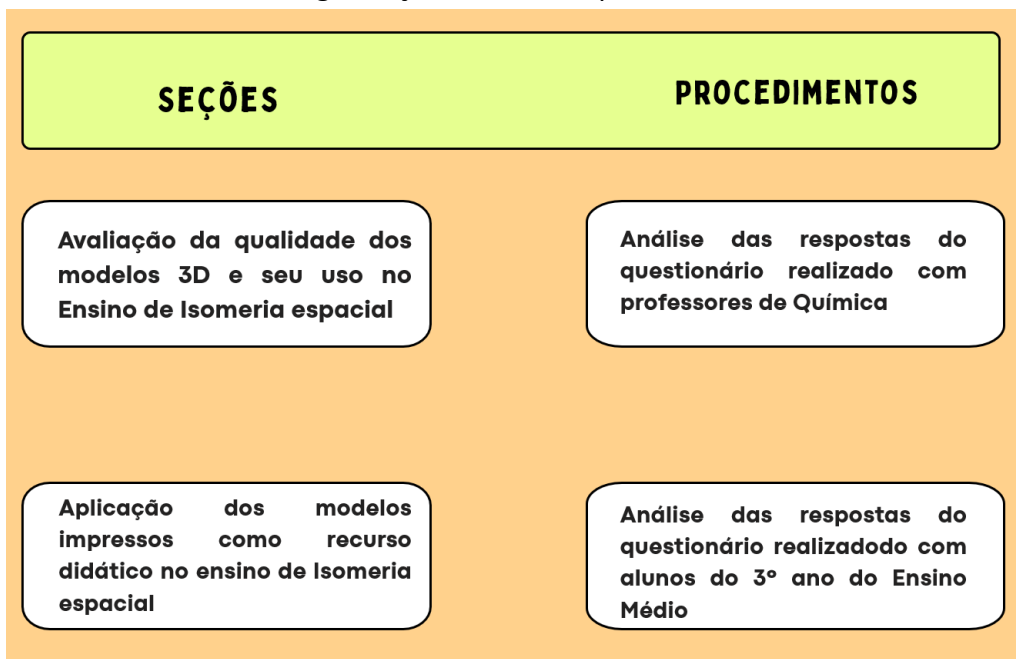 SEÇÕES
PROCEDIMENTOS
Avaliação da qualidade dos
modelos 3D e seu uso no
Ensino de Isomeria espacial
Análise das respostas do
questionário realizado com
professores de Química
Aplicação dos modelos
impressos como recurso
didático no ensino de Isomeria
espacial
Análise das respostas do
questionário realizadodo com
alunos do 3º ano do Ensino
Médio